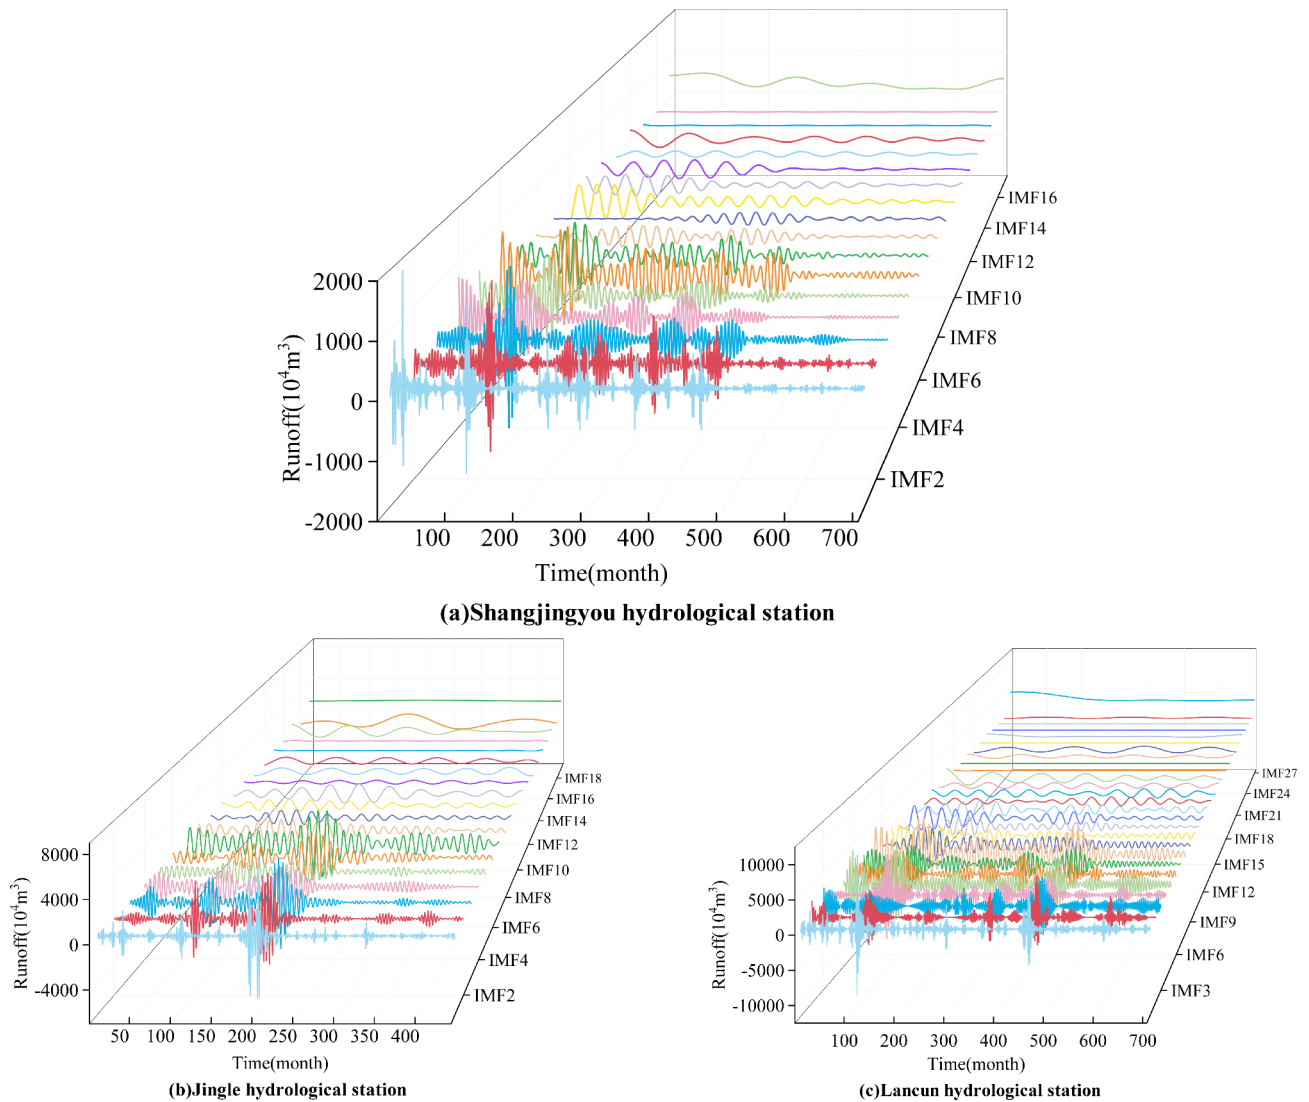 2000
1000
0
-1000
-2000
Runoff(10⁴m³)
100 200 300 400 500 600 700
Time(month)
IMF2
IMF4
IMF6
IMF8
IMF10
IMF12
IMF14
IMF16
(a)Shangjingyou hydrological station
8000
4000
0
-4000
Runoff(10⁴m³)
50 100 150 200 250 300 350 400
Time(month)
IMF2
IMF4
IMF6
IMF8
IMF10
IMF12
IMF14
IMF16
IMF18
(b)Jingle hydrological station
10000
5000
0
-5000
-10000
Runoff(10⁴m³)
100 200 300 400 500 600 700
Time(month)
IMF3
IMF6
IMF9
IMF12
IMF15
IMF18
IMF21
IMF24
IMF27
(c)Lancun hydrological station